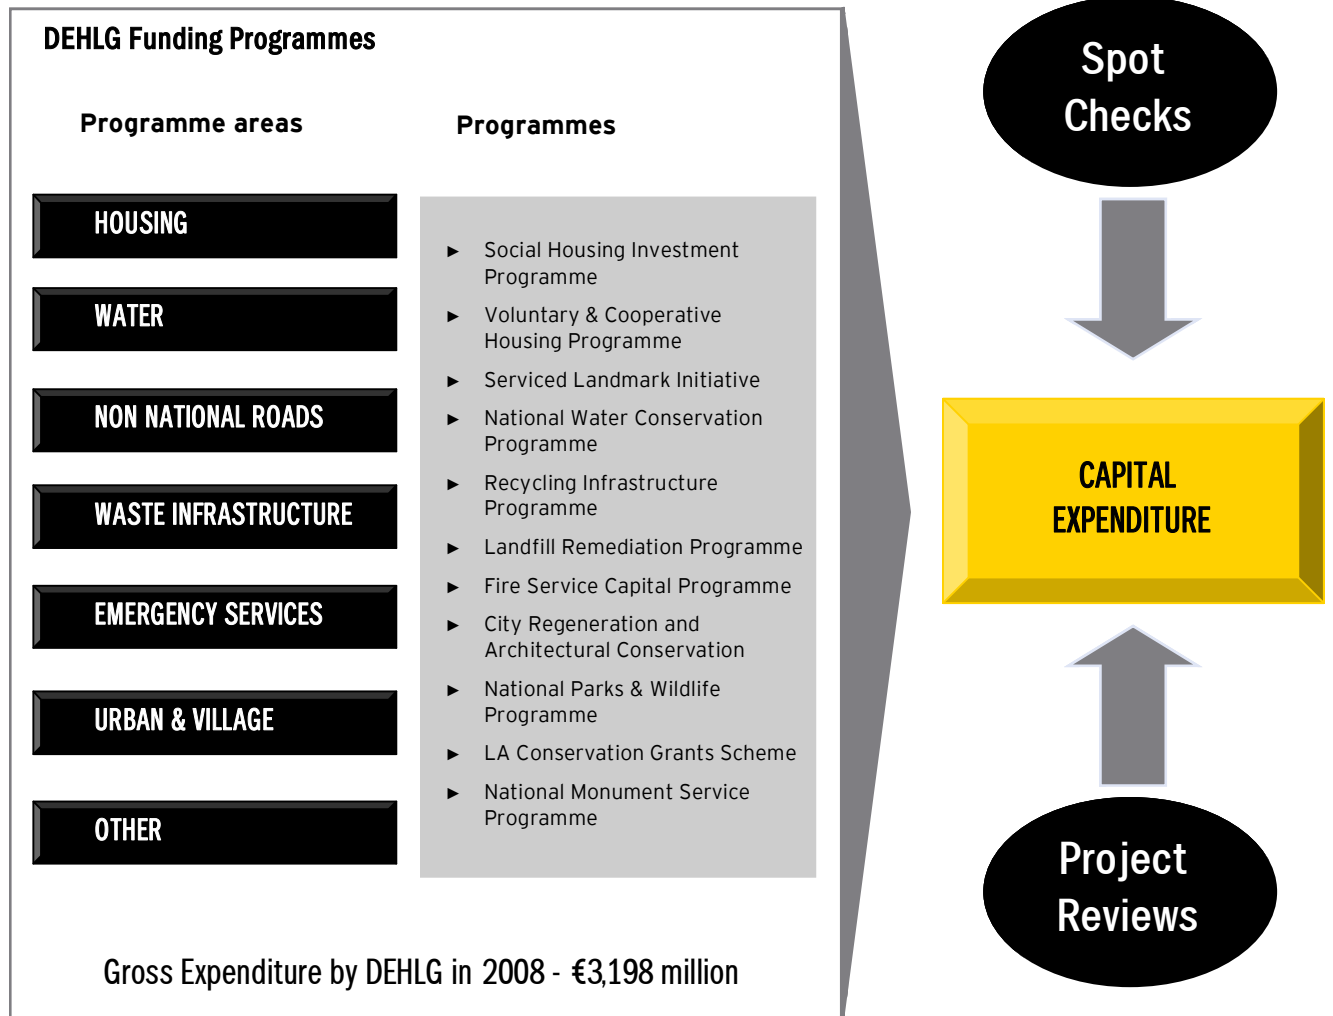 DEHLG Funding Programmes
Programme areas
Programmes
HOUSING
WATER
NON NATIONAL ROADS
WASTE INFRASTRUCTURE
EMERGENCY SERVICES
URBAN & VILLAGE
OTHER
► Social Housing Investment
Programme
► Voluntary & Cooperative
Housing Programme
► Serviced Landmark Initiative
► National Water Conservation
Programme
► Recycling Infrastructure
Programme
► Landfill Remediation Programme
► Fire Service Capital Programme
► City Regeneration and
Architectural Conservation
► National Parks & Wildlife
Programme
► LA Conservation Grants Scheme
► National Monument Service
Programme
Gross Expenditure by DEHLG in 2008 - €3,198 million
Spot
Checks
CAPITAL
EXPENDITURE
Project
Reviews